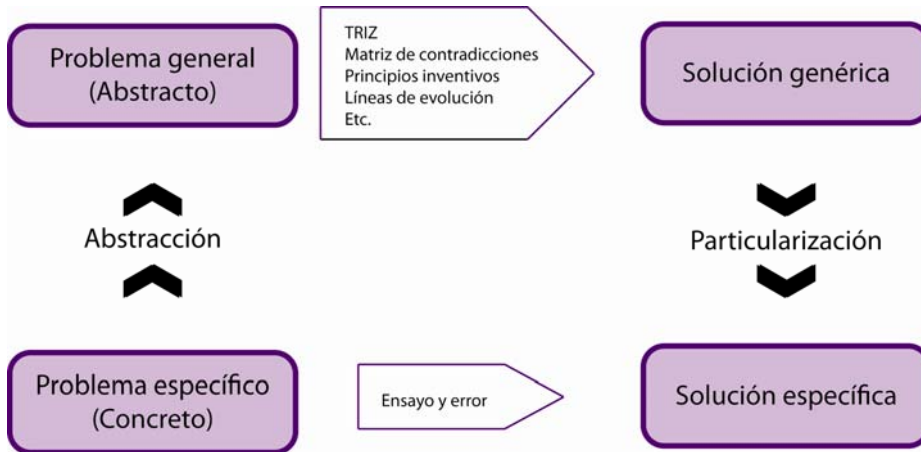 Problema general
(Abstracto)
TRIZ
Matriz de contradicciones
Principios inventivos
Líneas de evolución
Etc.
Solución genérica
Abstracción
Particularización
Problema específico
(Concreto)
Ensayo y error
Solución específica